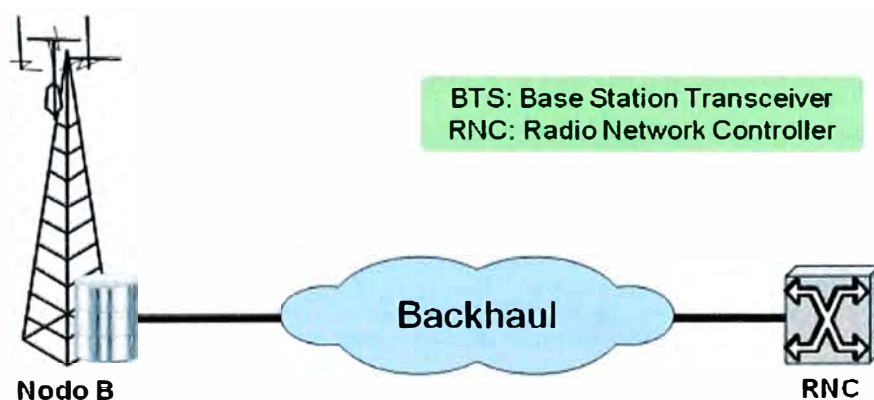 BTS: Base Station Transceiver
RNC: Radio Network Controller
Backhaul
Nodo B
RNC